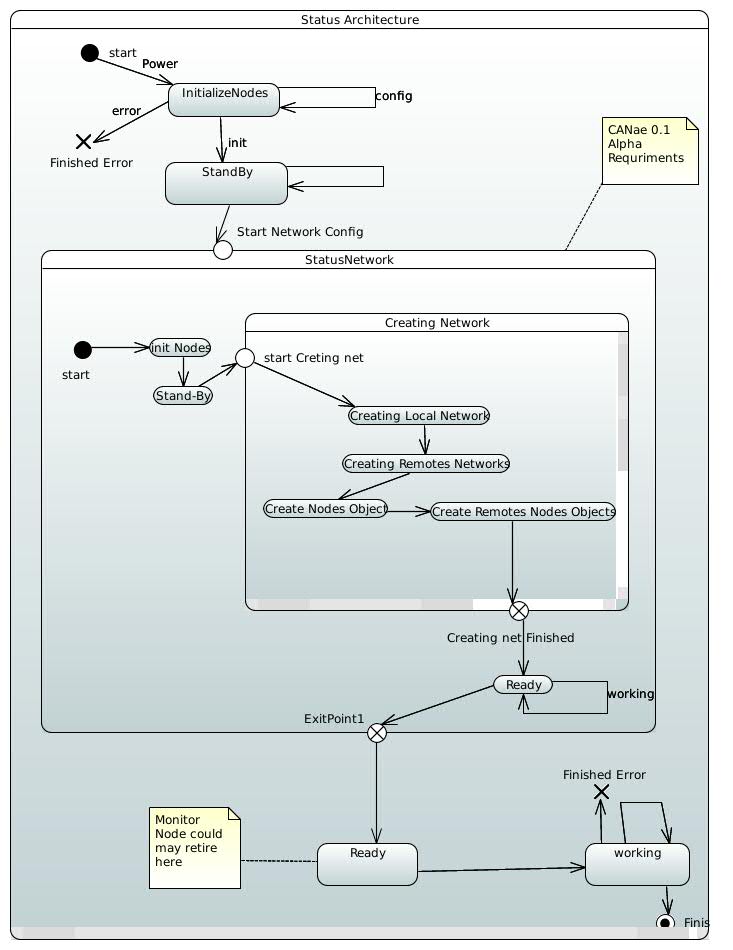 Status Architecture
start
Power
InitializeNodes
config
error
Finished Error
init
StandBy
CANae 0.1
Alpha
Requriments
Start Network Config
StatusNetwork
Creating Network
init Nodes
start
start Creting net
Stand-By
Creating Local Network
Creating Remotes Networks
Create Nodes Object
Create Remotes Nodes Objects
Creating net Finished
Ready
working
ExitPoint1
Finished Error
Monitor
Node could
may retire
here
Ready
working
Finis